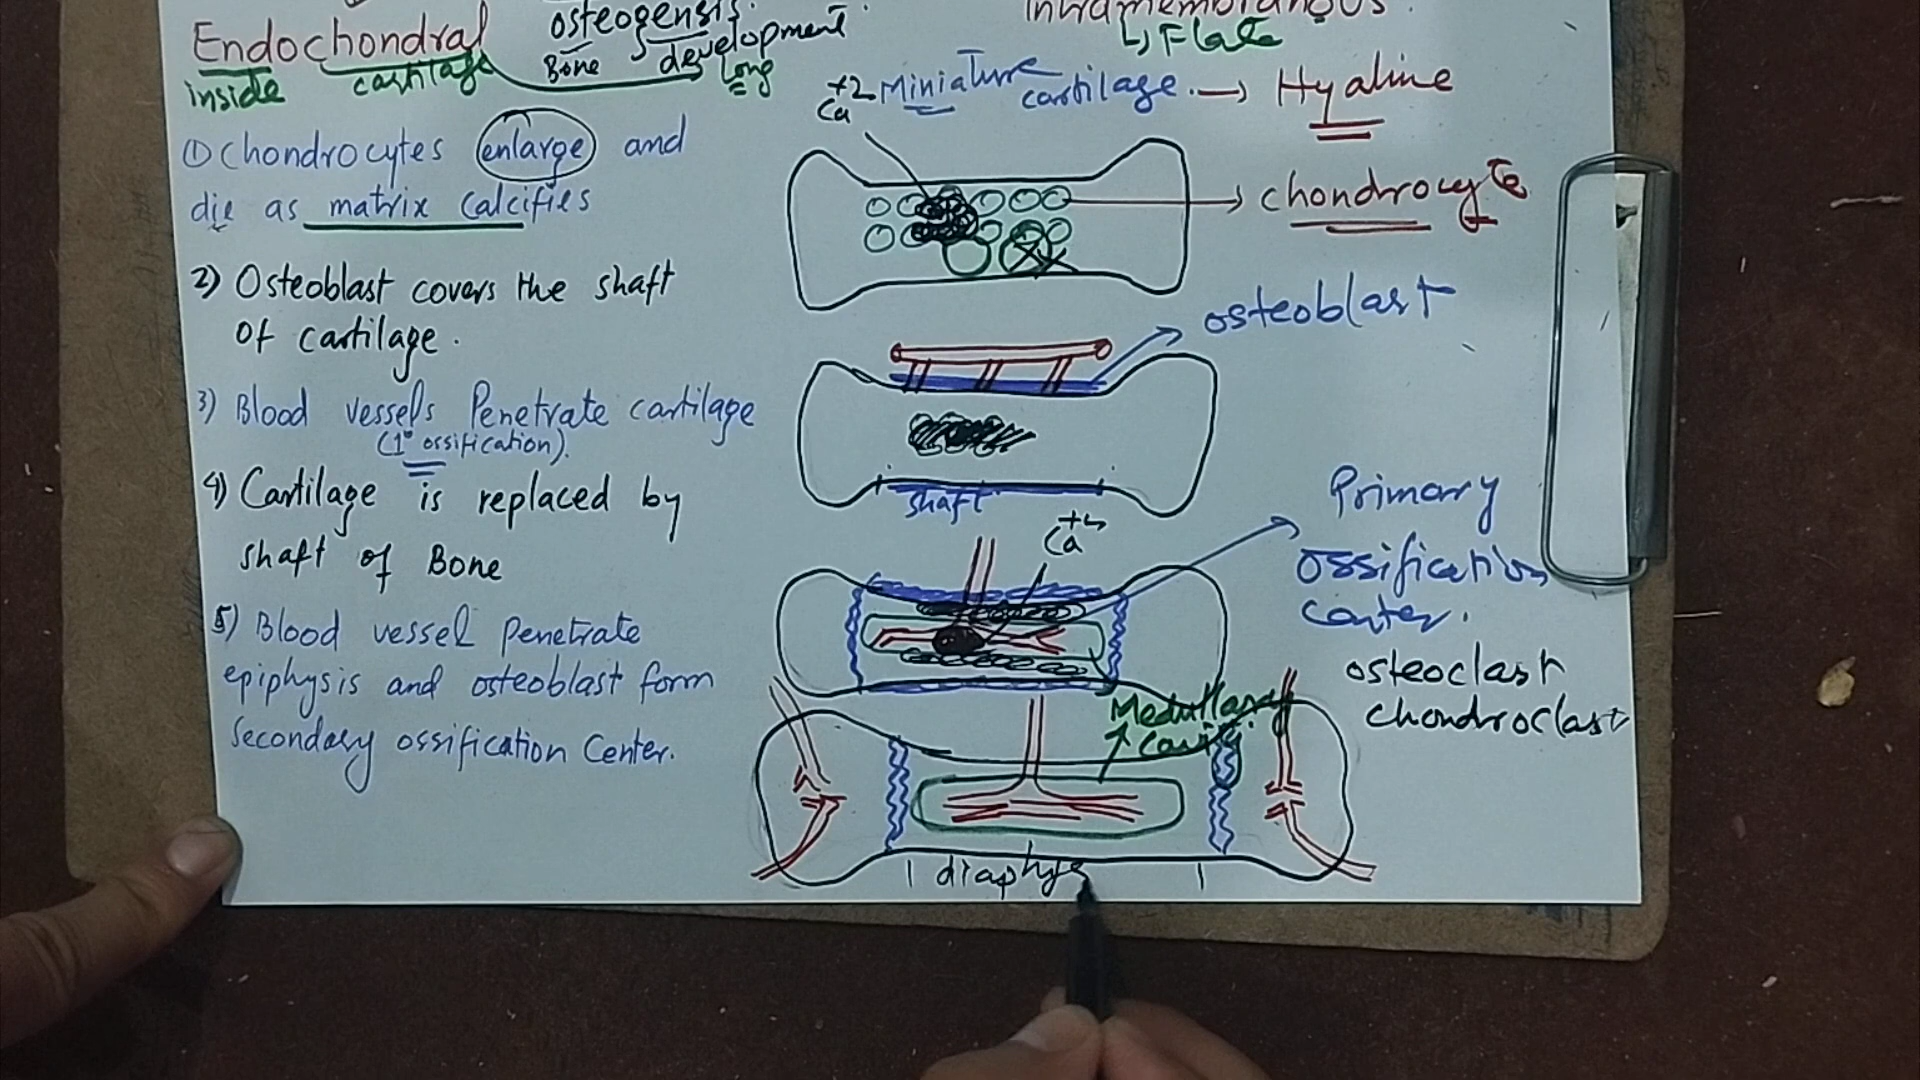 Endochondral
osteogensis.
Bone
development
Long
inside
cartilage
Intramembranous
Flate
Ca+2
Miniature cartilage. → Hyaline
① Chondrocytes enlarge and
die as matrix calcifies
chondrocyte
2) Osteoblast covers the shaft
of cartilage.
osteoblast
3) Blood vessels Penetrate cartilage
(1° ossification).
shaft
4) Cartilage is replaced by
shaft of Bone
Ca
Primary
ossification
center.
5) Blood vessel penetrate
epiphysis and osteoblast form
Secondary ossification Center.
osteoclast
chondroclast
Medullary
Cavity
diaphys